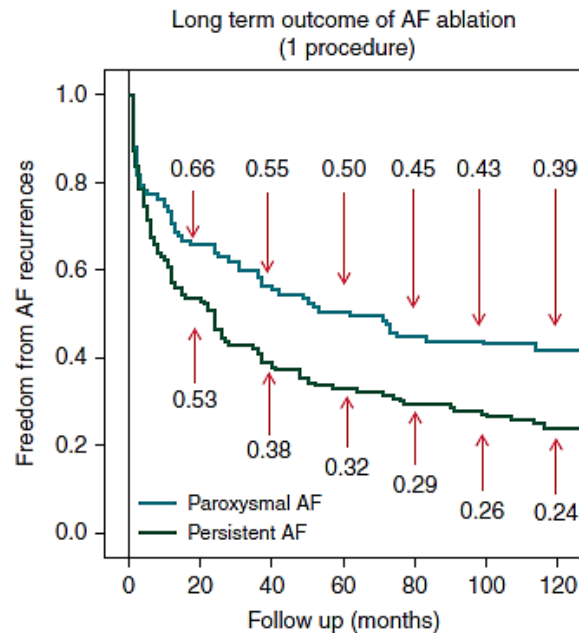 Long term outcome of AF ablation
(1 procedure)
Freedom from AF recurrences
1.0
0.8
0.6
0.4
0.2
0.0
0.66 0.55 0.50 0.45 0.43 0.39
0.53 0.38 0.32 0.29 0.26 0.24
Paroxysmal AF
Persistent AF
0 20 40 60 80 100 120
Follow up (months)